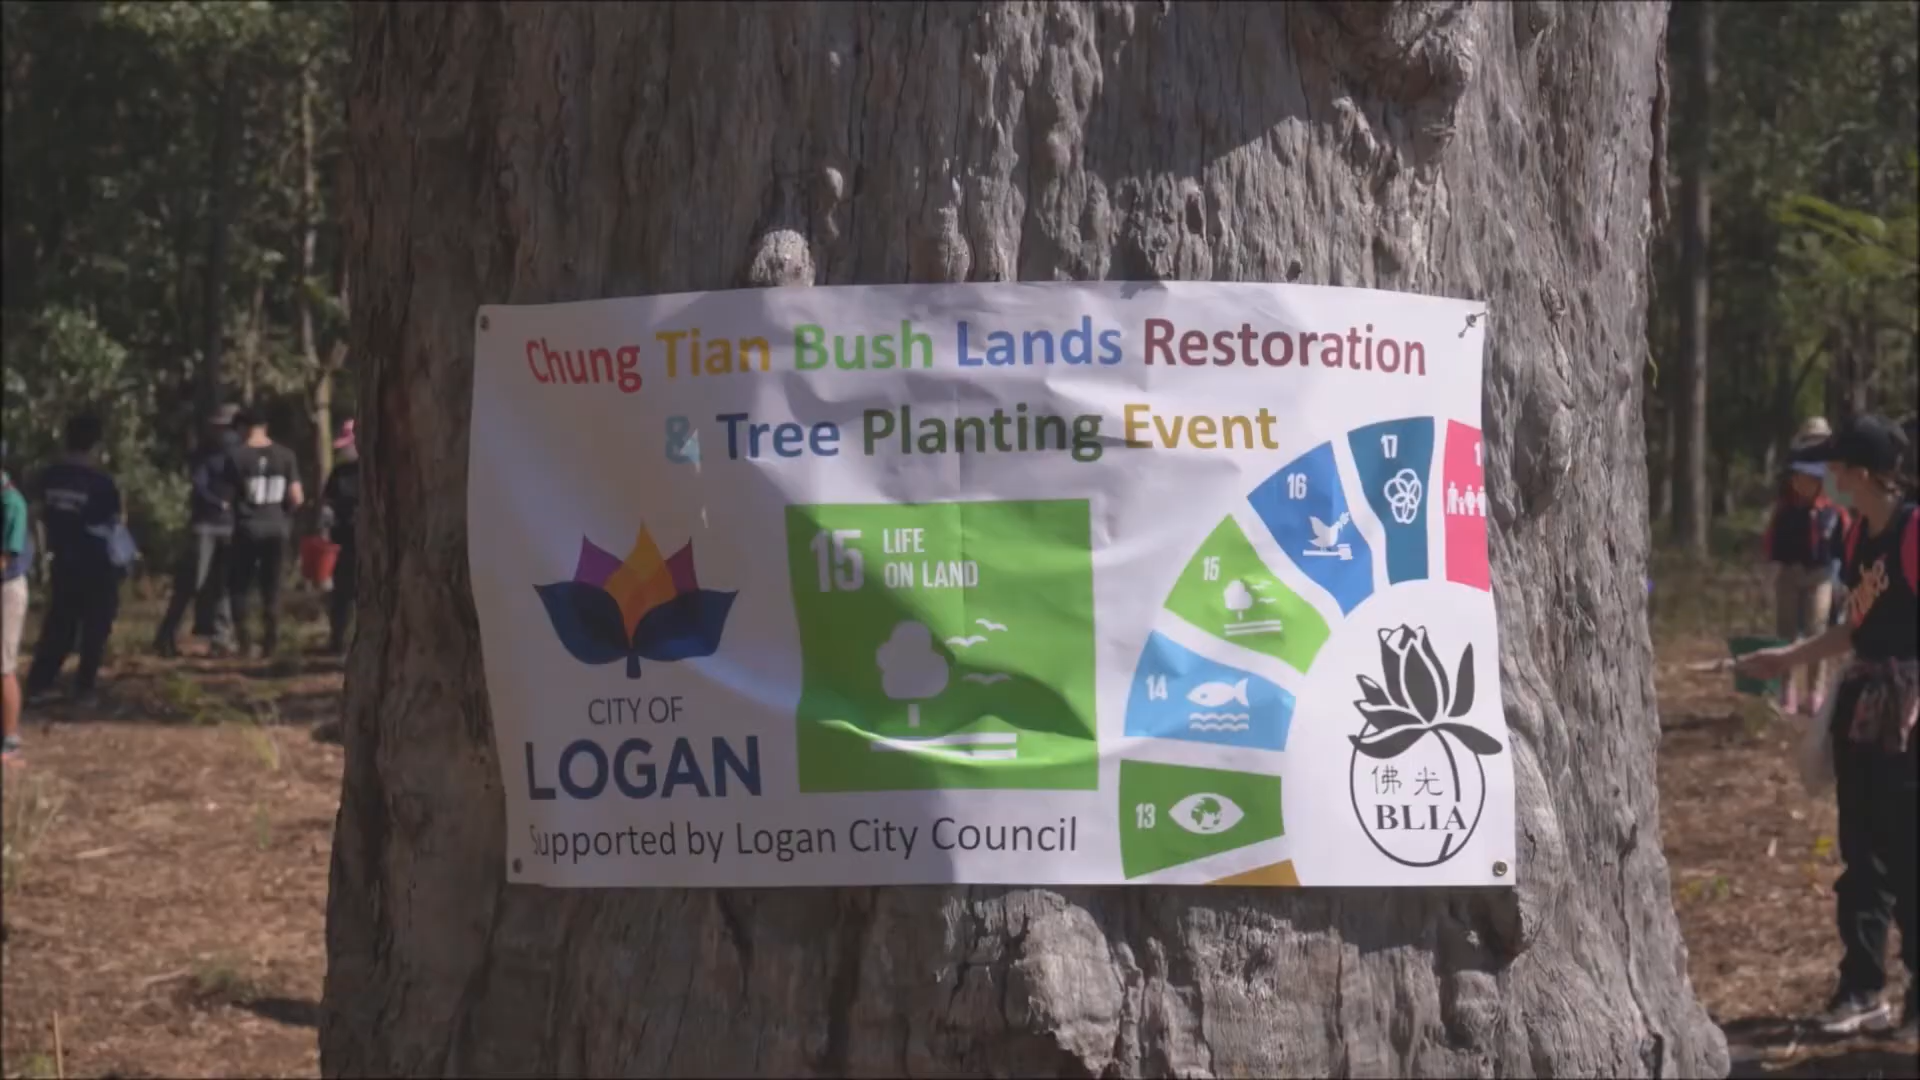 Chung Tian Bush Lands Restoration
& Tree Planting Event
15 LIFE
ON LAND
CITY OF
LOGAN
Supported by Logan City Council
13
14
15
16
17
1
佛光
BLIA